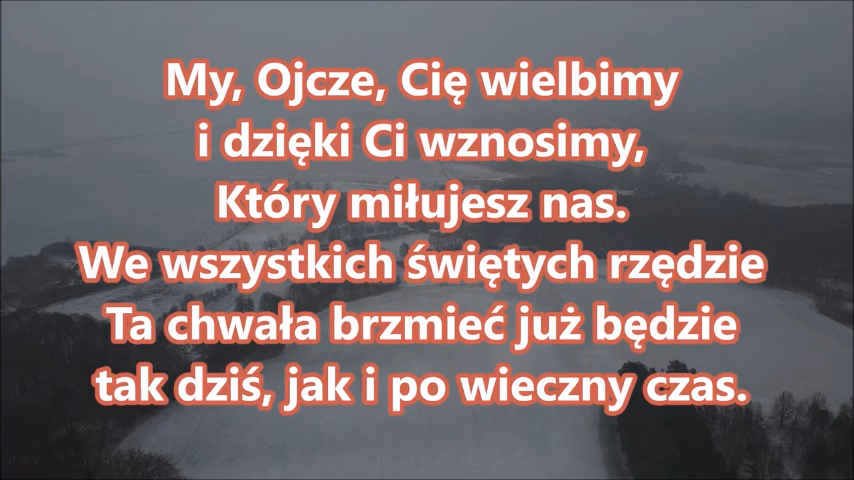 My, Ojcze, Cię wielbimy
i dzięki Ci wznosimy,
Który miłujesz nas.
We wszystkich świętych rzędzie
Ta chwała brzmieć już będzie
tak dziś, jak i po wieczny czas.